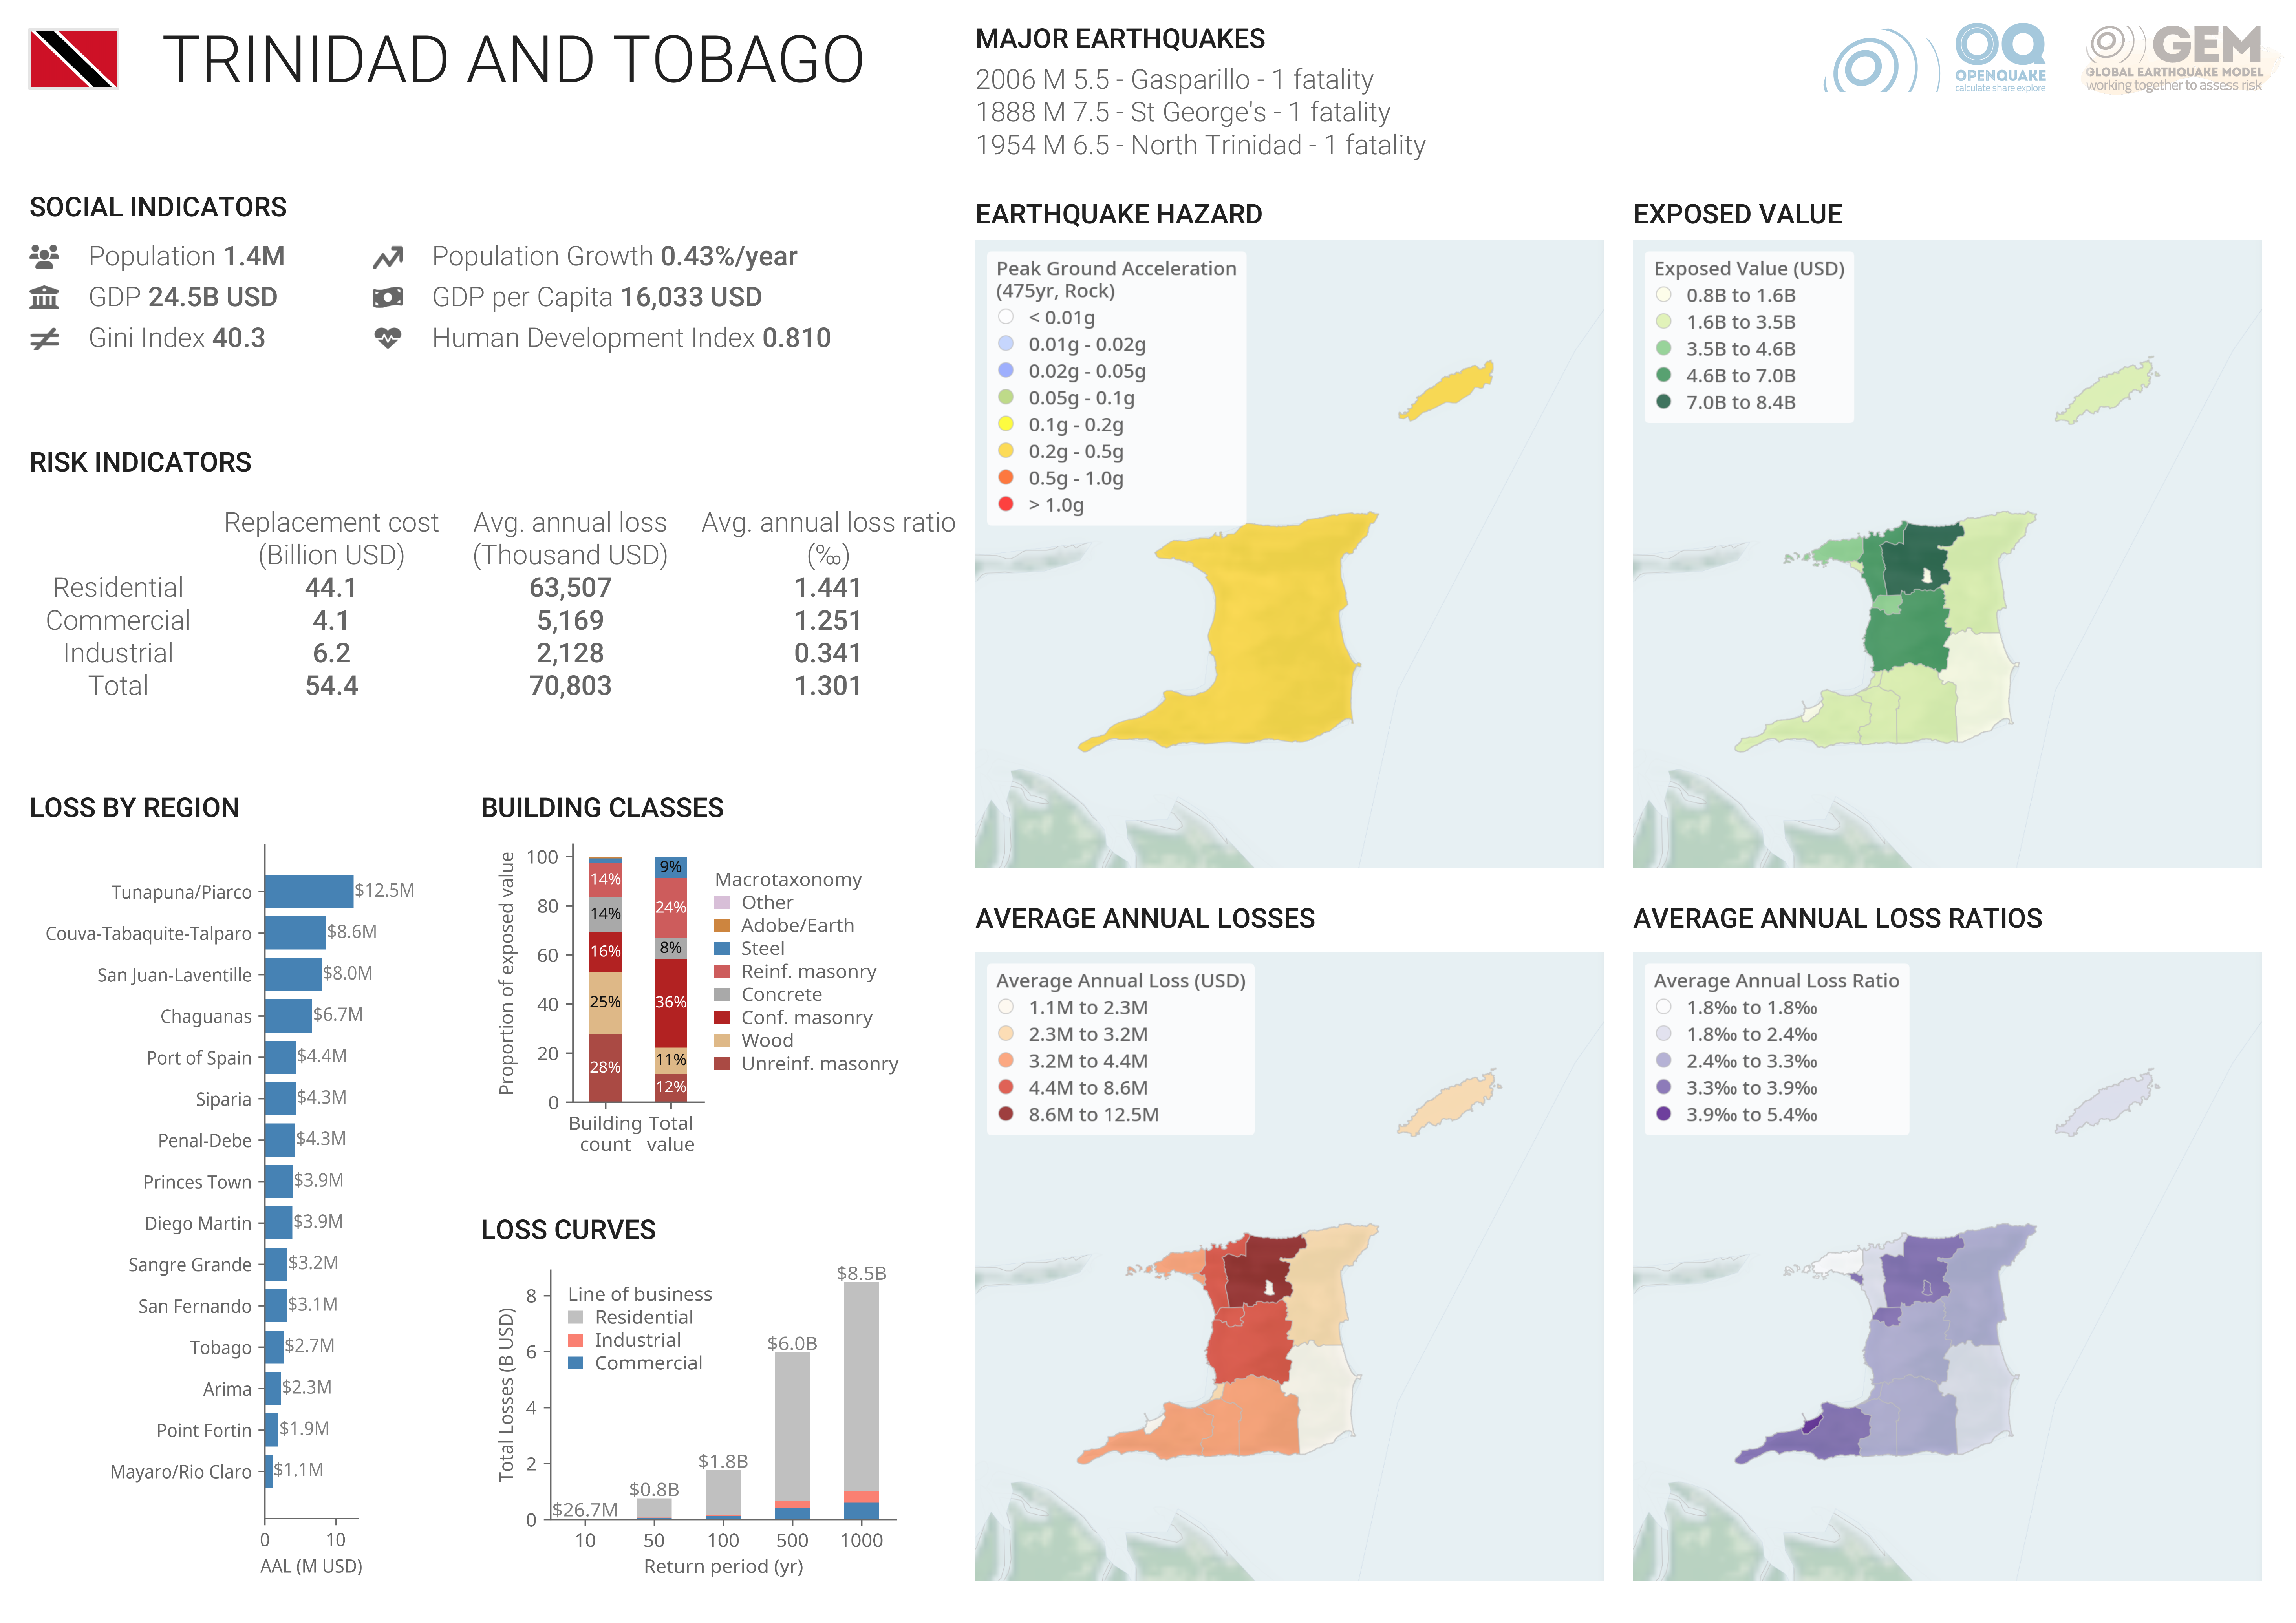 TRINIDAD AND TOBAGO
MAJOR EARTHQUAKES
2006 M 5.5 - Gasparillo - 1 fatality
1888 M 7.5 - St George's - 1 fatality
1954 M 6.5 - North Trinidad - 1 fatality
OQ
OPENQUAKE
calculate share explore
GEM
GLOBAL EARTHQUAKE MODEL
working together to assess risk
SOCIAL INDICATORS
Population 1.4M
Population Growth 0.43%/year
GDP 24.5B USD
GDP per Capita 16,033 USD
Gini Index 40.3
Human Development Index 0.810
RISK INDICATORS
Replacement cost Avg. annual loss Avg. annual loss ratio
(Billion USD) (Thousand USD) (‰)
Residential 44.1 63,507 1.441
Commercial 4.1 5,169 1.251
Industrial 6.2 2,128 0.341
Total 54.4 70,803 1.301
LOSS BY REGION
Tunapuna/Piarco $12.5M
Couva-Tabaquite-Talparo $8.6M
San Juan-Laventille $8.0M
Chaguanas $6.7M
Port of Spain $4.4M
Siparia $4.3M
Penal-Debe $4.3M
Princes Town $3.9M
Diego Martin $3.9M
Sangre Grande $3.2M
San Fernando $3.1M
Tobago $2.7M
Arima $2.3M
Point Fortin $1.9M
Mayaro/Rio Claro $1.1M
0 10
AAL (M USD)
BUILDING CLASSES
Proportion of exposed value
100
80
60
40
20
0
14%
14%
16%
25%
28%
9%
24%
8%
36%
11%
12%
Building count
Total value
Macrotaxonomy
Other
Adobe/Earth
Steel
Reinf. masonry
Concrete
Conf. masonry
Wood
Unreinf. masonry
LOSS CURVES
Total Losses (B USD)
8
6
4
2
0
Line of business
Residential
Industrial
Commercial
$26.7M
$0.8B
$1.8B
$6.0B
$8.5B
10 50 100 500 1000
Return period (yr)
EARTHQUAKE HAZARD
Peak Ground Acceleration
(475yr, Rock)
< 0.01g
0.01g - 0.02g
0.02g - 0.05g
0.05g - 0.1g
0.1g - 0.2g
0.2g - 0.5g
0.5g - 1.0g
> 1.0g
EXPOSED VALUE
Exposed Value (USD)
0.8B to 1.6B
1.6B to 3.5B
3.5B to 4.6B
4.6B to 7.0B
7.0B to 8.4B
AVERAGE ANNUAL LOSSES
Average Annual Loss (USD)
1.1M to 2.3M
2.3M to 3.2M
3.2M to 4.4M
4.4M to 8.6M
8.6M to 12.5M
AVERAGE ANNUAL LOSS RATIOS
Average Annual Loss Ratio
1.8‰ to 1.8‰
1.8‰ to 2.4‰
2.4‰ to 3.3‰
3.3‰ to 3.9‰
3.9‰ to 5.4‰